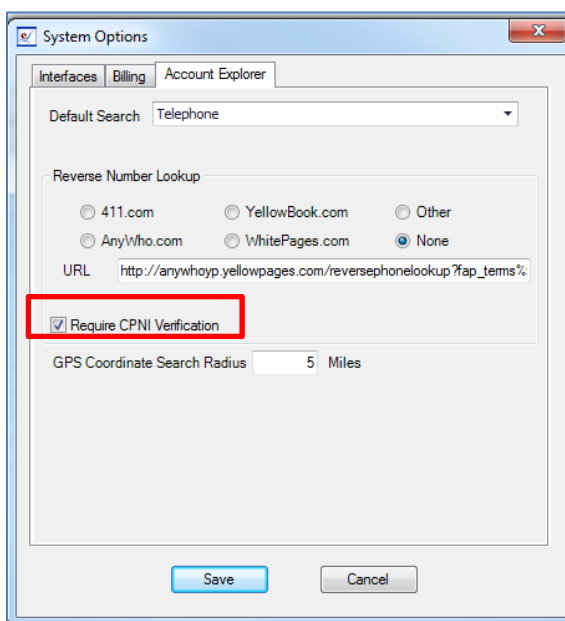 System Options
Interfaces Billing Account Explorer
Default Search Telephone
Reverse Number Lookup
411.com YellowBook.com Other
AnyWho.com WhitePages.com None
URL http://anywhoyp.yellowpages.com/reversephonelookup?fap_terms%
Require CPNI Verification
GPS Coordinate Search Radius 5 Miles
Save Cancel